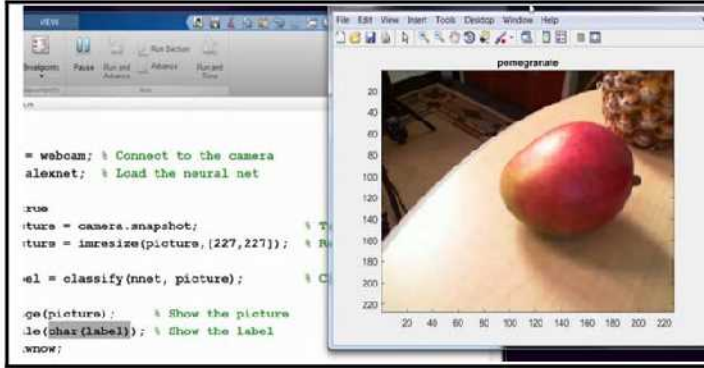 VIEW
Breakpoints
Pause
Run and
Advance
Run Section
Advance
Run and
Time
= webcam; % Connect to the camera
alexnet; % Load the neural net
true
ture = camera.snapshot; % T
ture = imresize(picture,[227,227]); % R
el = classify(nnet, picture); % C
ge(picture); % Show the picture
le(char(label)); % Show the label
wnow;
File Edit View Insert Tools Desktop Window Help
pomegranate
20
40
60
80
100
120
140
160
180
200
220
20 40 60 80 100 120 140 160 180 200 220